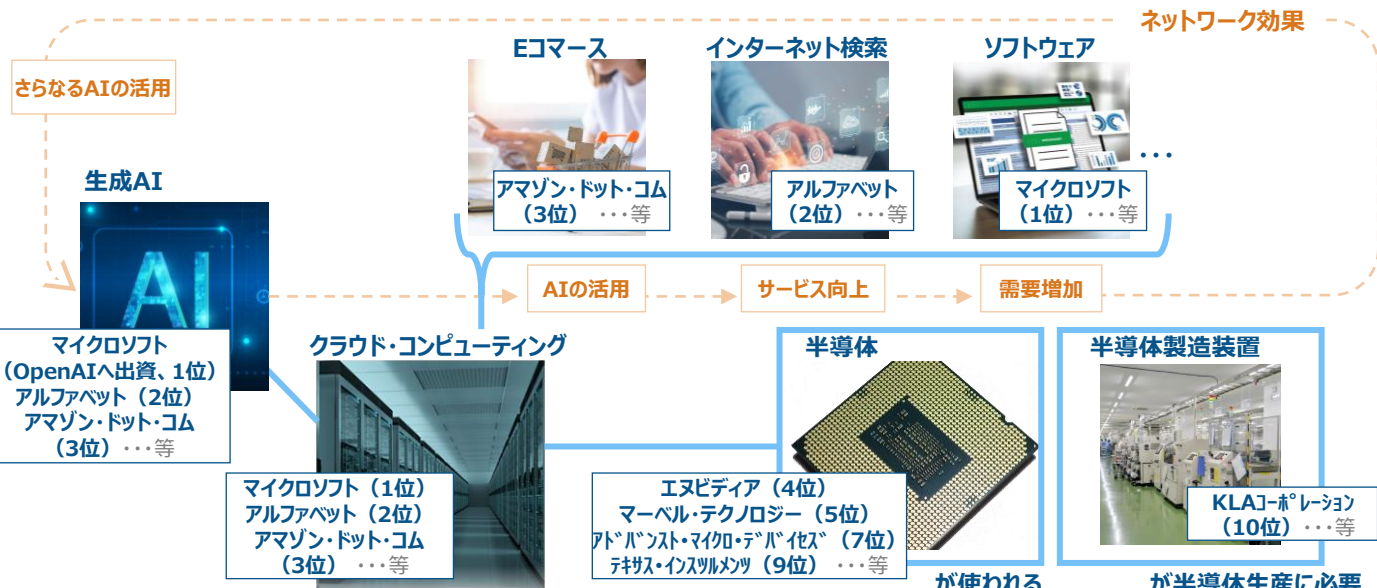 ネットワーク効果
Eコマース
インターネット検索
ソフトウェア
さらなるAIの活用
・・・
生成AI
アマゾン・ドット・コム
（3位）・・・等
アルファベット
（2位）・・・等
マイクロソフト
（1位）・・・等
AI
AIの活用
サービス向上
需要増加
マイクロソフト
（OpenAIへ出資、1位）
アルファベット（2位）
アマゾン・ドット・コム
（3位）・・・等
クラウド・コンピューティング
半導体
半導体製造装置
マイクロソフト（1位）
アルファベット（2位）
アマゾン・ドット・コム
（3位）・・・等
エヌビディア（4位）
マーベル・テクノロジー（5位）
ｱﾄﾞﾊﾞﾝｽﾄ・ﾏｲｸﾛ・ﾃﾞﾊﾞｲｾｽﾞ（7位）
ﾃｷｻｽ・ｲﾝｽﾂﾙﾒﾝﾂ（9位）・・・等
KLAｺｰﾎﾟﾚｰｼｮﾝ
（10位）・・・等
が使われる
が半導体生産に必要